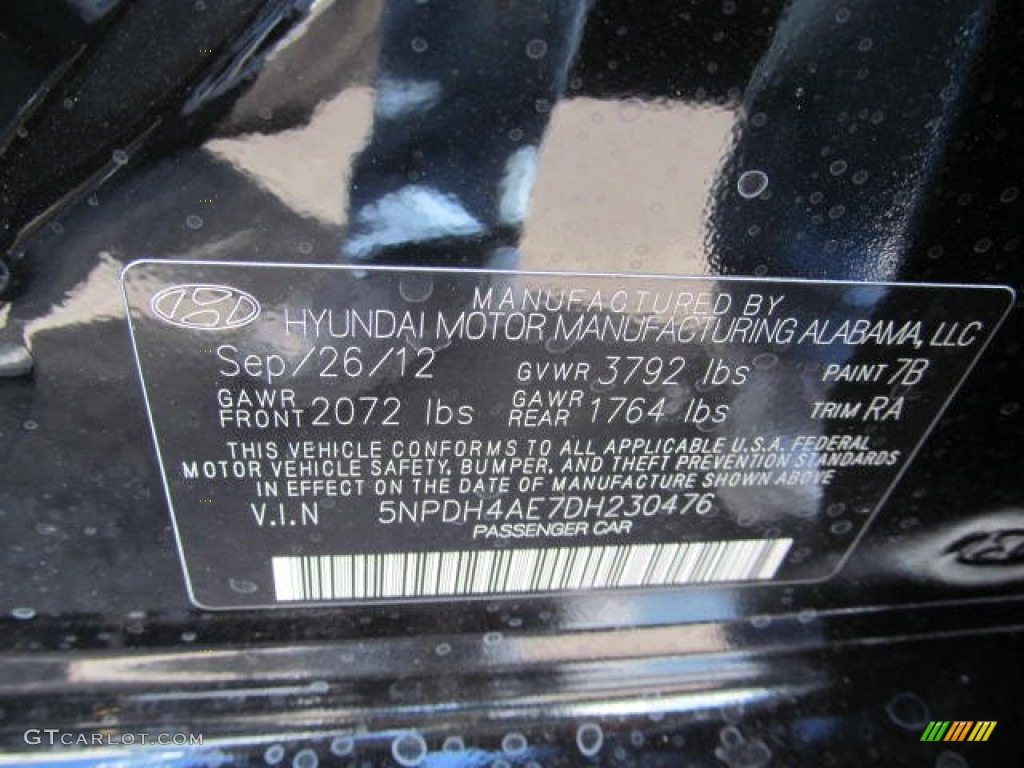 MANUFACTURED BY
HYUNDAI MOTOR MANUFACTURING ALABAMA, LLC
Sep/26/12 GVWR 3792 lbs PAINT 7B
GAWR FRONT 2072 lbs GAWR REAR 1764 lbs TRIM RA
THIS VEHICLE CONFORMS TO ALL APPLICABLE U.S.A. FEDERAL
MOTOR VEHICLE SAFETY, BUMPER, AND THEFT PREVENTION STANDARDS
IN EFFECT ON THE DATE OF MANUFACTURE SHOWN ABOVE
V.I.N 5NPDH4AE7DH230476
PASSENGER CAR
GTCARLOT.COM